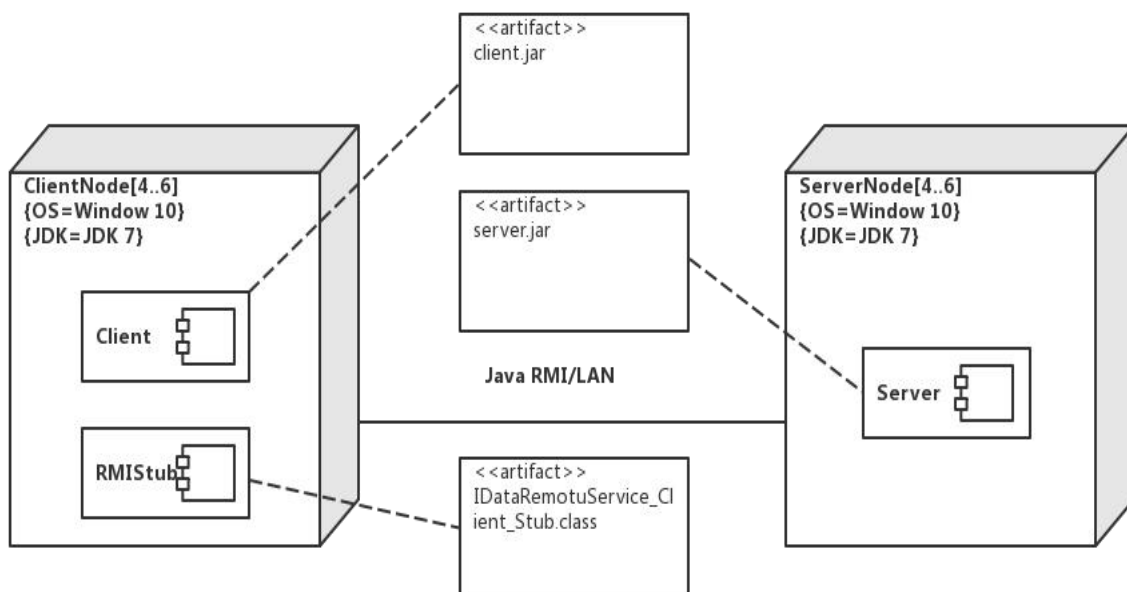 <<artifact>>
client.jar
ClientNode[4..6]
{OS=Window 10}
{JDK=JDK 7}
<<artifact>>
server.jar
ServerNode[4..6]
{OS=Window 10}
{JDK=JDK 7}
Client
Java RMI/LAN
Server
RMIStub
<<artifact>>
IDataRemotuService_Cl
ient_Stub.class